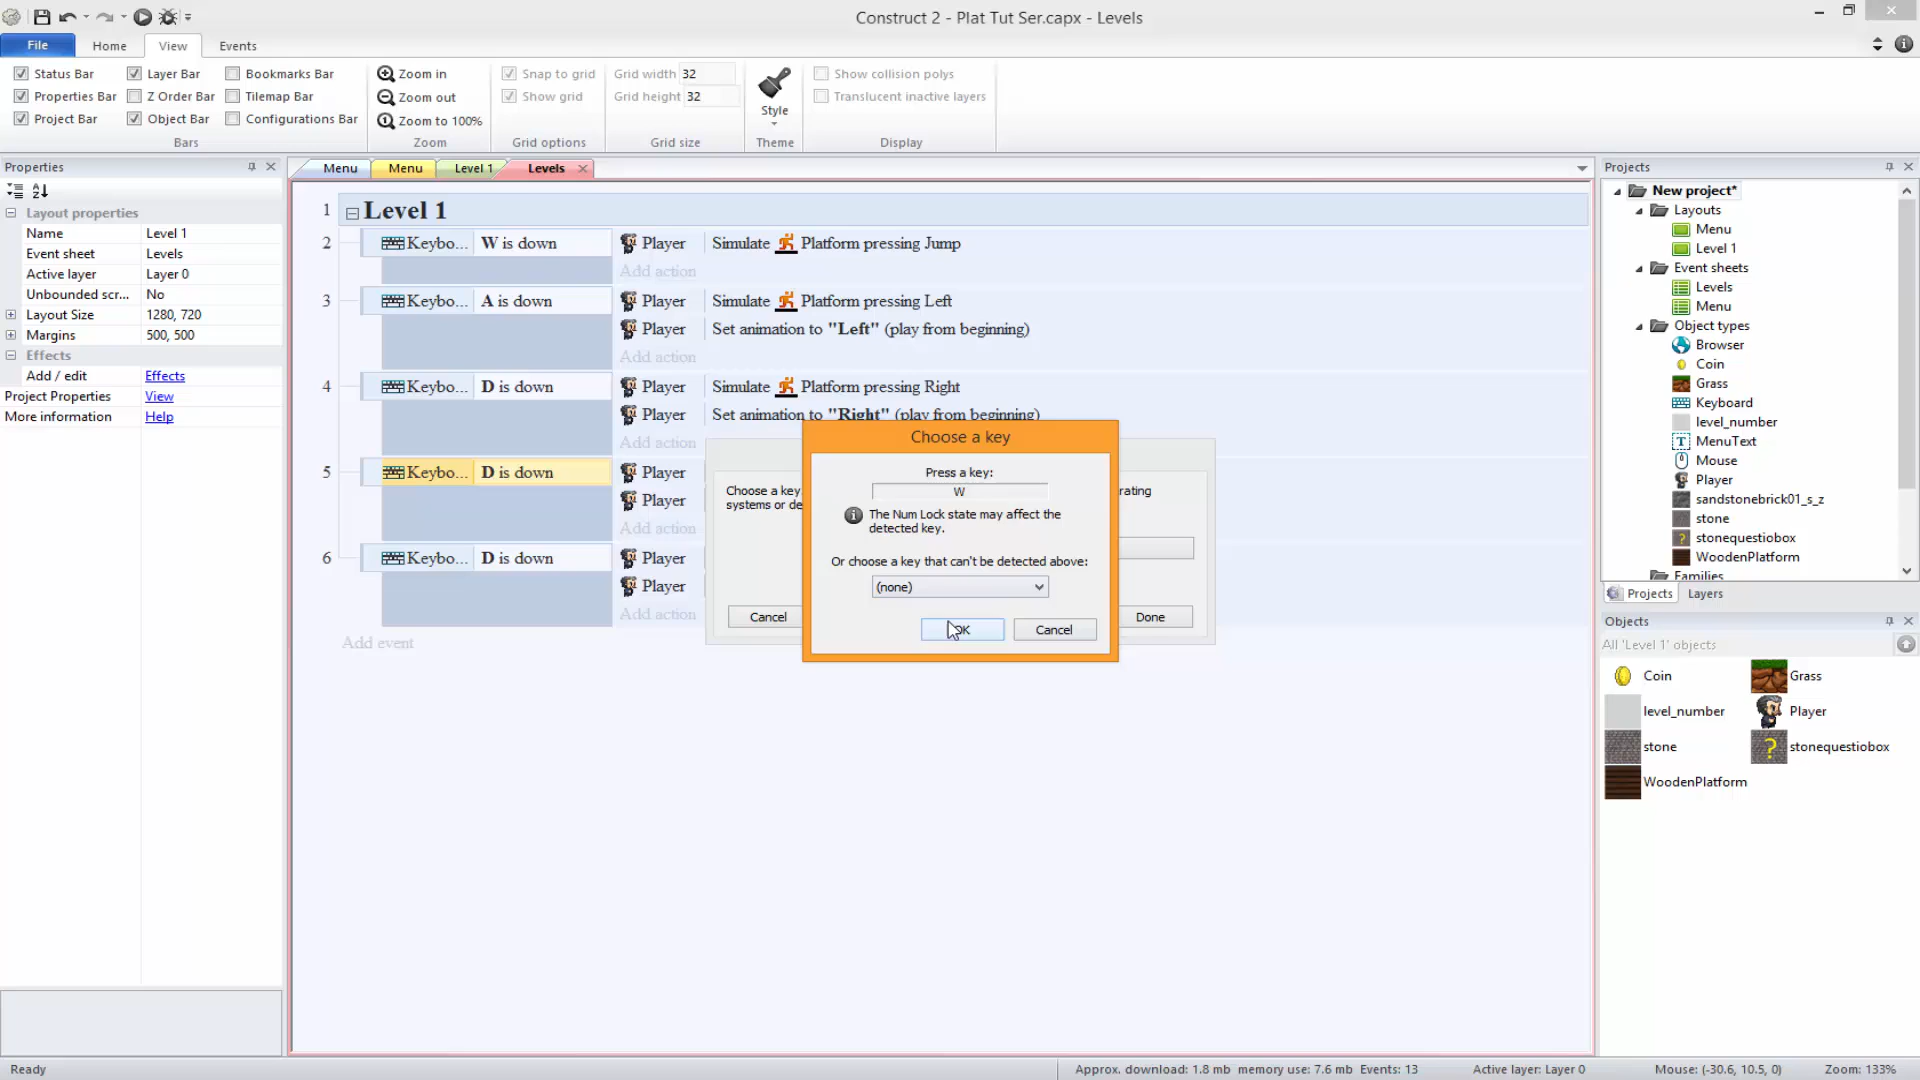 Construct 2 - Plat Tut Ser.capx - Levels
File Home View Events
Status Bar Layer Bar Bookmarks Bar
Properties Bar Z Order Bar Tilemap Bar
Project Bar Object Bar Configurations Bar
Bars
Zoom in
Zoom out
Zoom to 100%
Zoom
Snap to grid
Show grid
Grid options
Grid width 32
Grid height 32
Grid size
Style
Theme
Show collision polys
Translucent inactive layers
Display
Properties
Layout properties
Name Level 1
Event sheet Levels
Active layer Layer 0
Unbounded scr... No
Layout Size 1280, 720
Margins 500, 500
Effects
Add / edit Effects
Project Properties View
More information Help
Menu Menu Level 1 Levels
1 Level 1
2 Keybo... W is down Player Simulate Platform pressing Jump
Add action
3 Keybo... A is down Player Simulate Platform pressing Left
Player Set animation to "Left" (play from beginning)
Add action
4 Keybo... D is down Player Simulate Platform pressing Right
Player Set animation to "Right" (play from beginning)
Add action
5 Keybo... D is down Player
Player
Add action
6 Keybo... D is down Player
Player
Add action
Add event
Choose a key
rating
systems or de
Cancel
Done
Choose a key
Press a key:
W
The Num Lock state may affect the
detected key.
Or choose a key that can't be detected above:
(none)
OK Cancel
Projects
New project*
Layouts
Menu
Level 1
Event sheets
Levels
Menu
Object types
Browser
Coin
Grass
Keyboard
level_number
MenuText
Mouse
Player
sandstonebrick01_s_z
stone
stonequestiobox
WoodenPlatform
Families
Projects Layers
Objects
All 'Level 1' objects
Coin Grass
level_number Player
stone stonequestiobox
WoodenPlatform
Ready
Approx. download: 1.8 mb memory use: 7.6 mb Events: 13
Active layer: Layer 0
Mouse: (-30.6, 10.5, 0)
Zoom: 133%